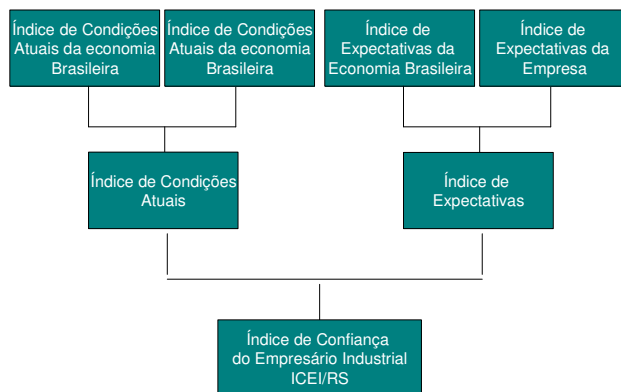 Índice de Condições
Atuais da economia
Brasileira
Índice de Condições
Atuais da economia
Brasileira
Índice de
Expectativas da
Economia Brasileira
Índice de
Expectativas da
Empresa
Índice de Condições
Atuais
Índice de
Expectativas
Índice de Confiança
do Empresário Industrial
ICEI/RS